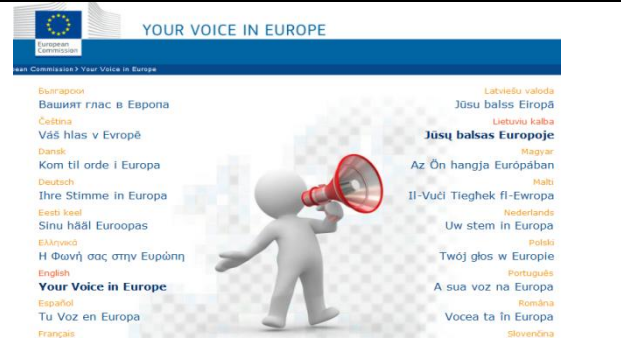 YOUR VOICE IN EUROPE
European
Commission
ean Commission > Your Voice in Europe
Български
Вашият глас в Европа
Čeština
Váš hlas v Evropě
Dansk
Kom til orde i Europa
Deutsch
Ihre Stimme in Europa
Eesti keel
Sinu hääl Euroopas
Ελληνικά
Η Φωνή σας στην Ευρώπη
English
Your Voice in Europe
Español
Tu Voz en Europa
Français
Latviešu valoda
Jūsu balss Eiropā
Lietuvių kalba
Jūsų balsas Europoje
Magyar
Az Ön hangja Európában
Malti
Il-Vuċi Tiegħek fl-Ewropa
Nederlands
Uw stem in Europa
Polski
Twój głos w Europie
Português
A sua voz na Europa
Româna
Vocea ta în Europa
Slovenčina